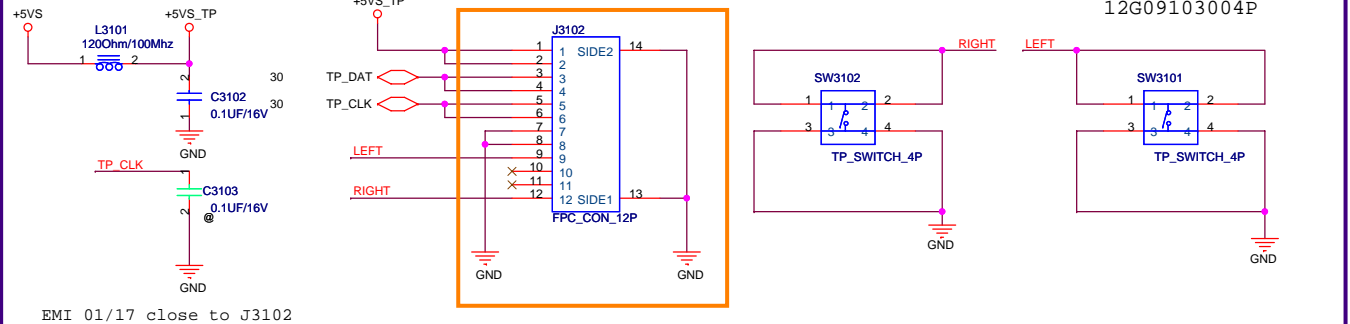 12G09103004P
+5VS
+5VS_TP
L3101
120Ohm/100Mhz
1
2
2
1
C3102
0.1UF/16V
GND
TP_CLK
1
2
C3103
0.1UF/16V
@
GND
EMI 01/17 close to J3102
+5VS_TP
30
TP_DAT
30
TP_CLK
LEFT
RIGHT
J3102
1 1 SIDE2 14
2 2
3 3
4 4
5 5
6 6
7 7
8 8
9 9
10 10
11 11
12 12 SIDE1 13
FPC_CON_12P
GND
GND
RIGHT
SW3102
1 1 2 2
3 3 4 4
TP_SWITCH_4P
GND
LEFT
SW3101
1 1 2 2
3 3 4 4
TP_SWITCH_4P
GND